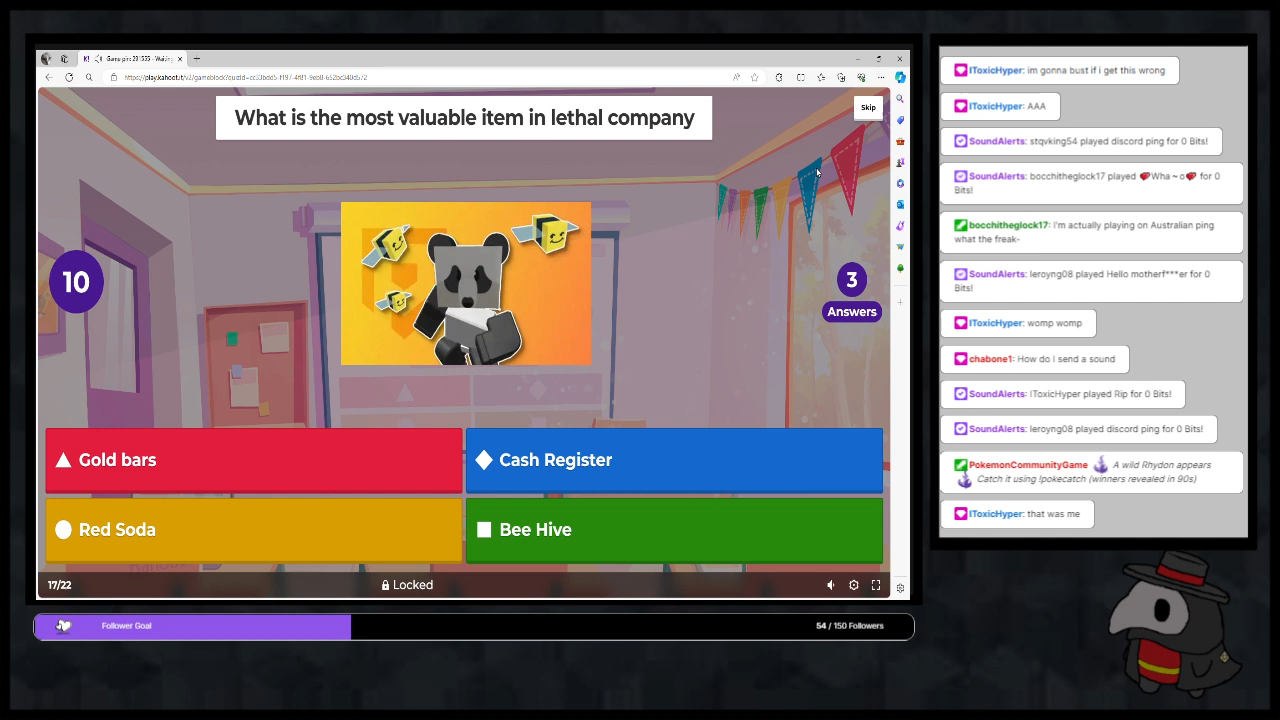 Game pin: 291555 - Waiting
What is the most valuable item in lethal company
Skip
10
3
Answers
Gold bars
Cash Register
Red Soda
Bee Hive
17/22
Locked
Follower Goal
54 / 150 Followers
IToxicHyper: im gonna bust if i get this wrong
IToxicHyper: AAA
SoundAlerts: stqvking54 played discord ping for 0 Bits!
SoundAlerts: bocchitheglock17 played 💝Wha~o💝 for 0
Bits!
bocchitheglock17: I'm actually playing on Australian ping
what the freak-
SoundAlerts: leroyng08 played Hello motherf***er for 0
Bits!
IToxicHyper: womp womp
chabone1: How do I send a sound
SoundAlerts: IToxicHyper played Rip for 0 Bits!
SoundAlerts: leroyng08 played discord ping for 0 Bits!
PokemonCommunityGame A wild Rhydon appears
Catch it using !pokecatch (winners revealed in 90s)
IToxicHyper: that was me